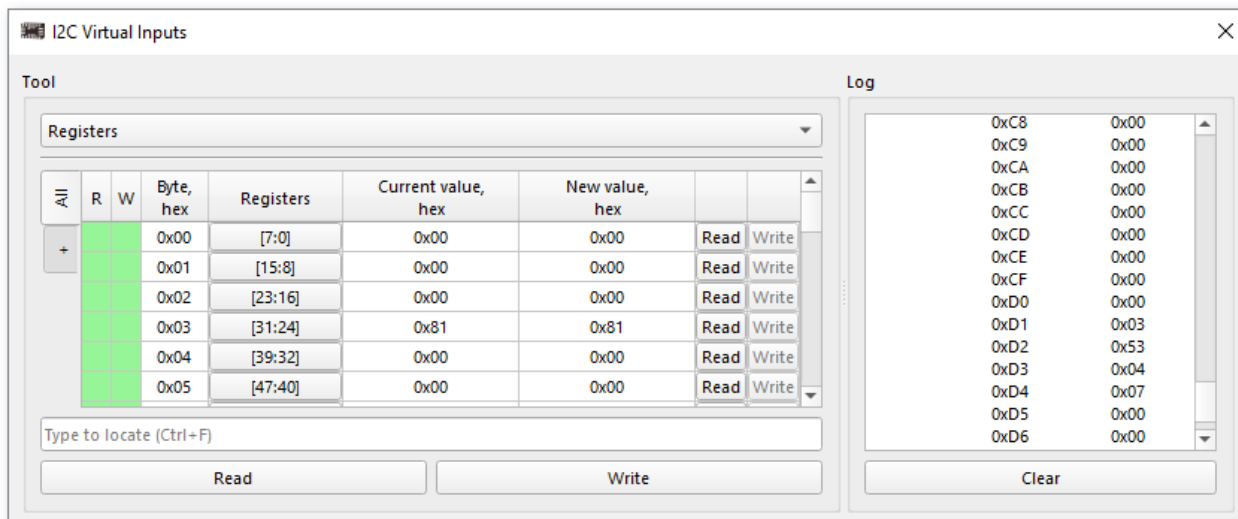 I2C Virtual Inputs
Tool
Registers
All
+
R W Byte, hex Registers Current value, hex New value, hex
0x00 [7:0] 0x00 0x00 Read Write
0x01 [15:8] 0x00 0x00 Read Write
0x02 [23:16] 0x00 0x00 Read Write
0x03 [31:24] 0x81 0x81 Read Write
0x04 [39:32] 0x00 0x00 Read Write
0x05 [47:40] 0x00 0x00 Read Write
Type to locate (Ctrl+F)
Read Write
Log
0xC8 0x00
0xC9 0x00
0xCA 0x00
0xCB 0x00
0xCC 0x00
0xCD 0x00
0xCE 0x00
0xCF 0x00
0xD0 0x00
0xD1 0x03
0xD2 0x53
0xD3 0x04
0xD4 0x07
0xD5 0x00
0xD6 0x00
Clear